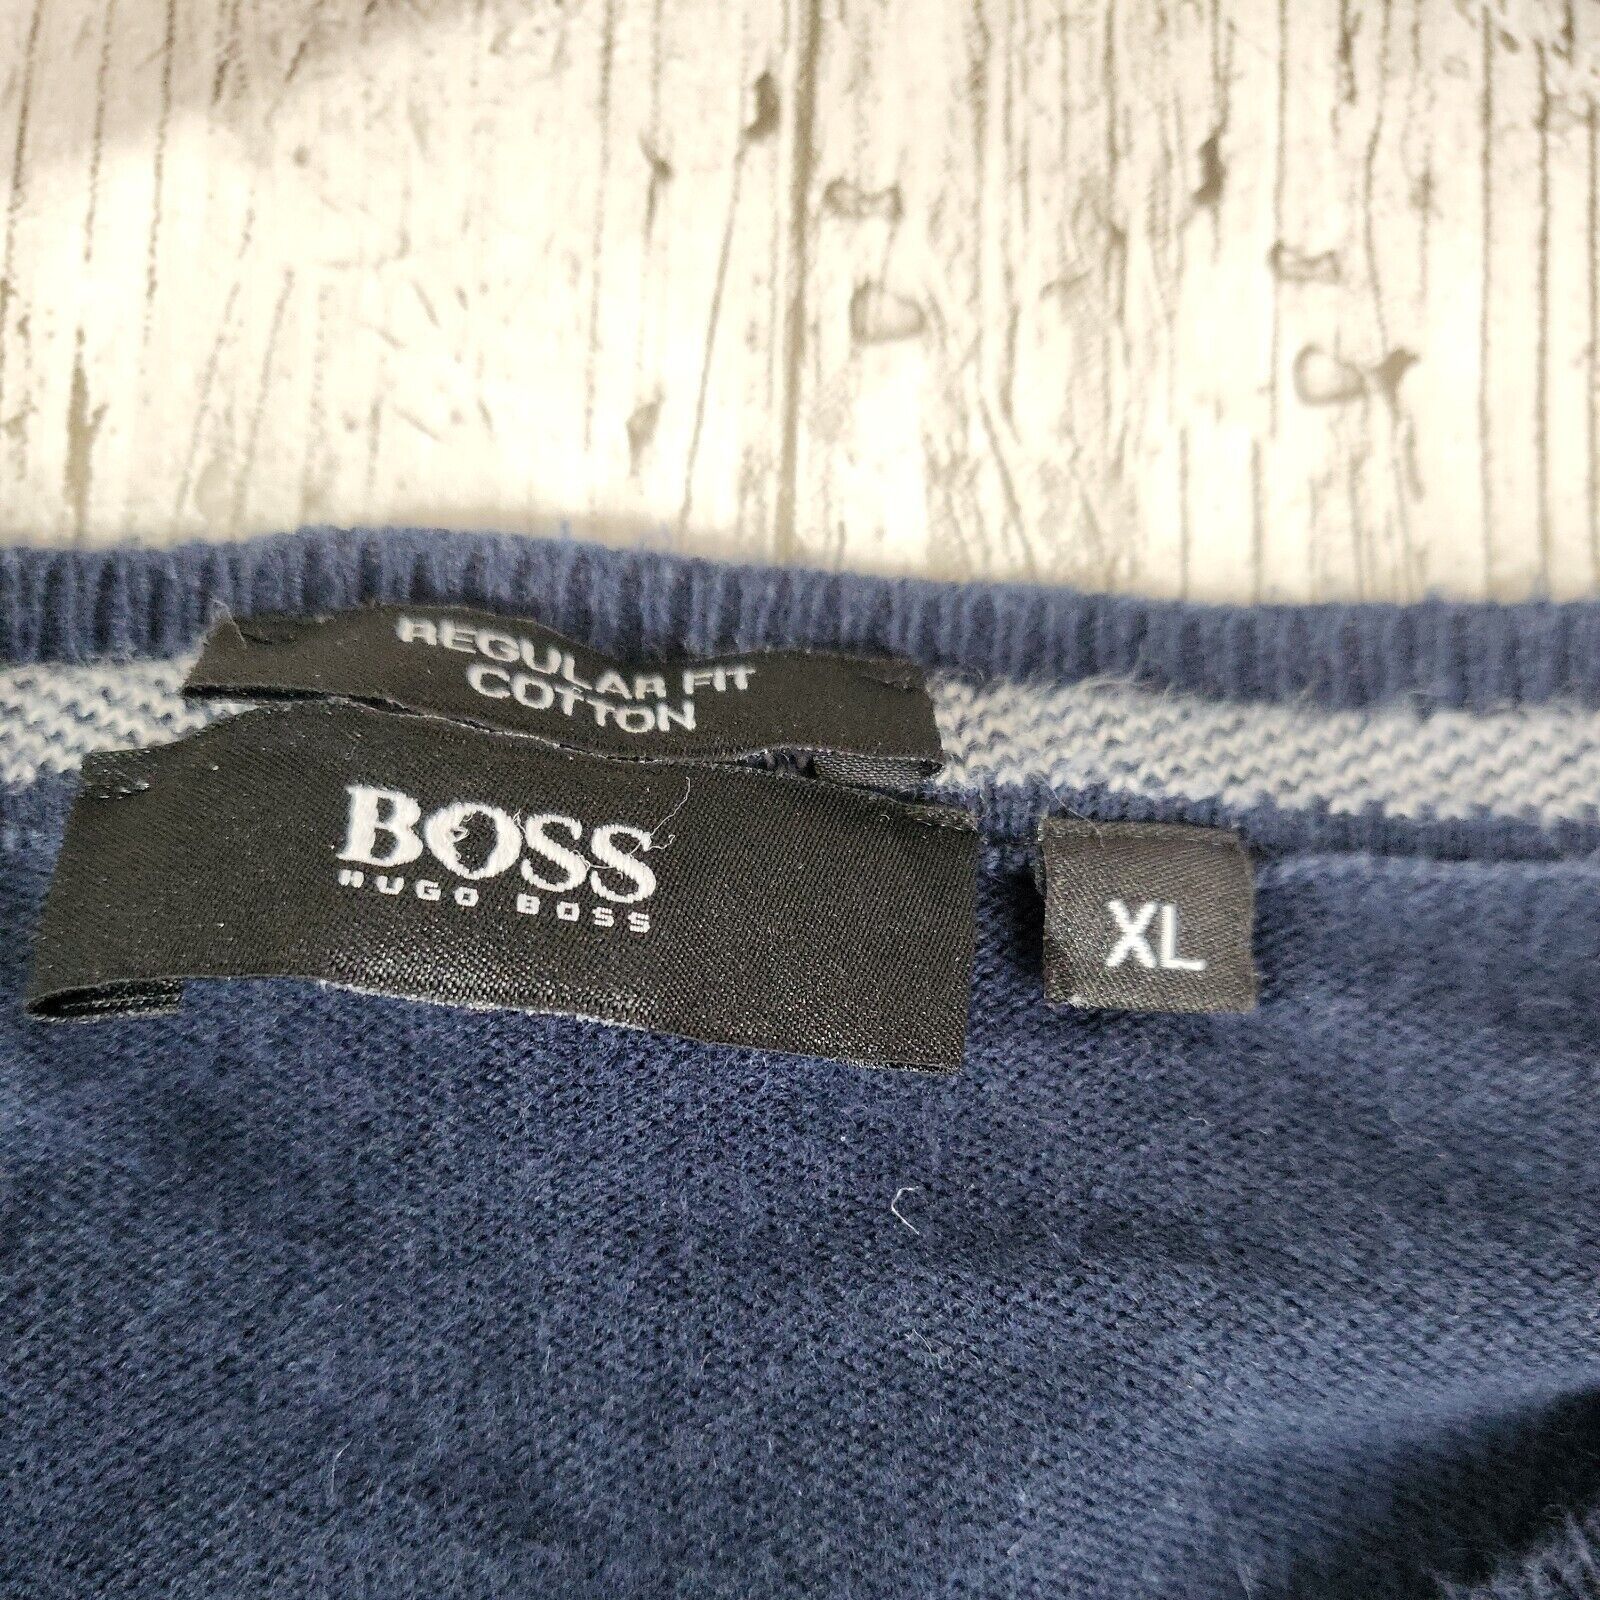 REGULAR FIT
COTTON
BOSS
HUGO BOSS
XL